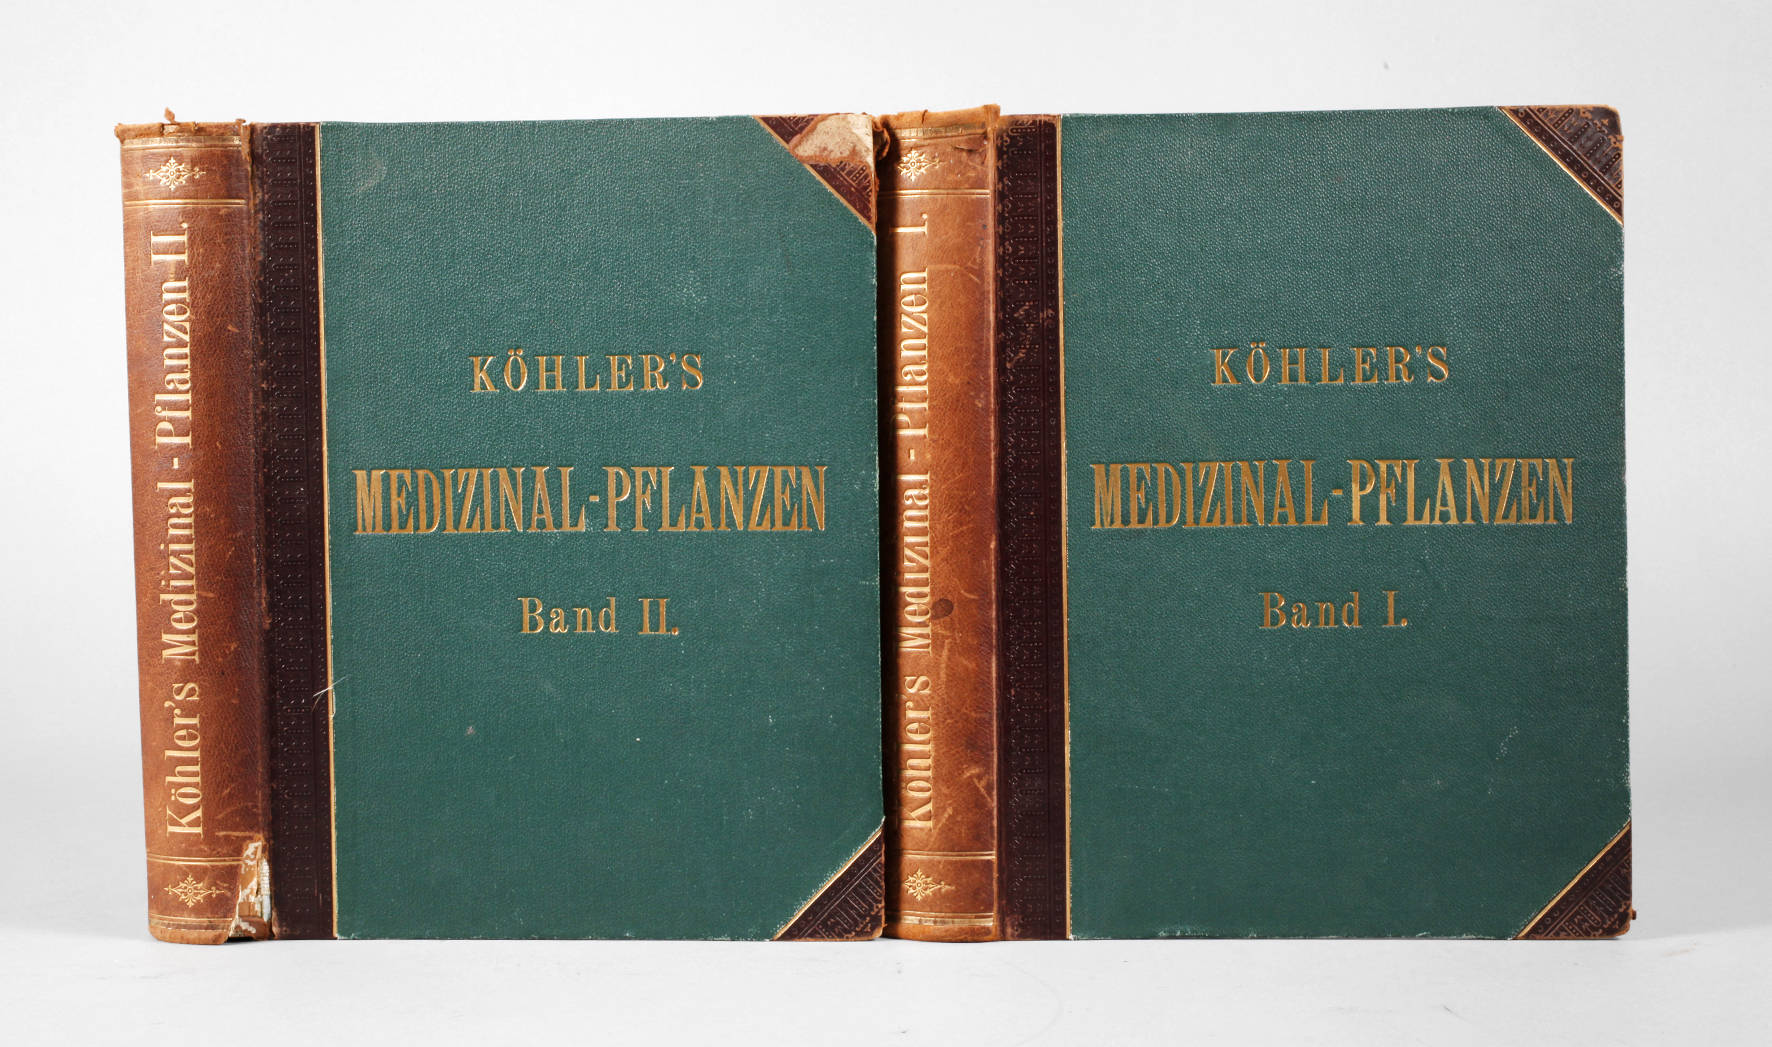 Köhler's Medizinal-Pflanzen II.
KÖHLER'S
MEDIZINAL-PFLANZEN
Band II.
Köhler's Medizinal-Pflanzen I.
KÖHLER'S
MEDIZINAL-PFLANZEN
Band I.